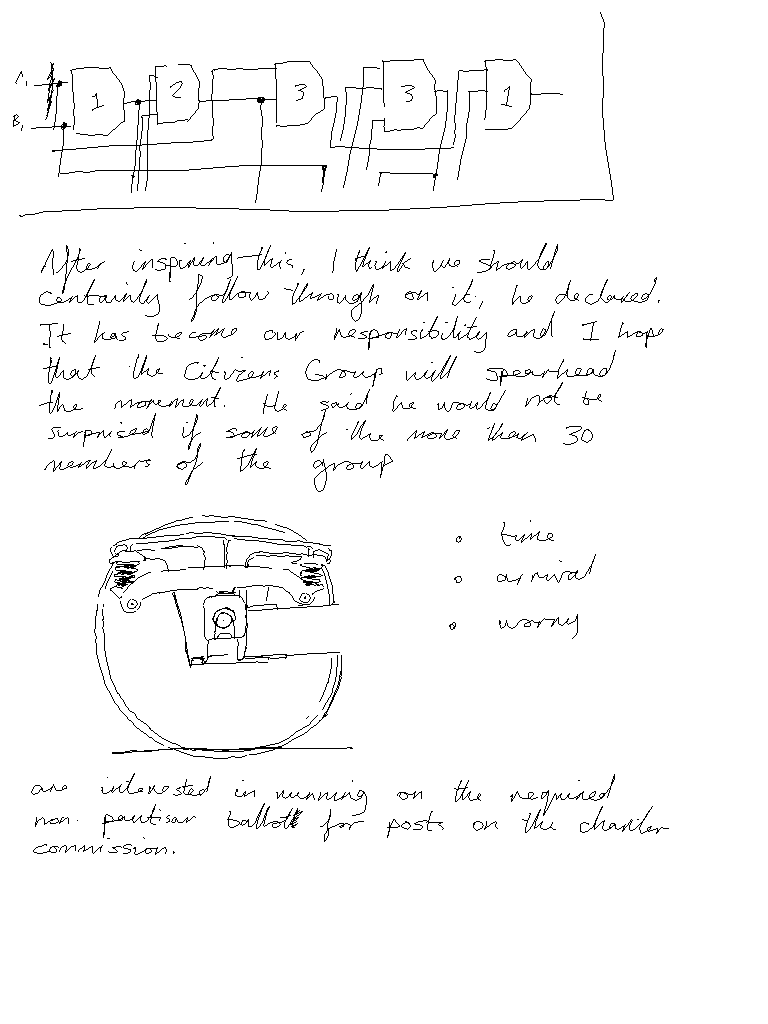 A₁
B₁
1
2
3
3
1
After inspiring this, I think we should
certainly follow through on it, he declared.
It has become our responsibility and I hope
that the Citizens Group will spearhead
the movement. He said he would not be
surprised if some of the more than 30
members of the group
• time
• arrival
• worry
are interested in running on the required
non partisan ballot for posts on the charter
commission.